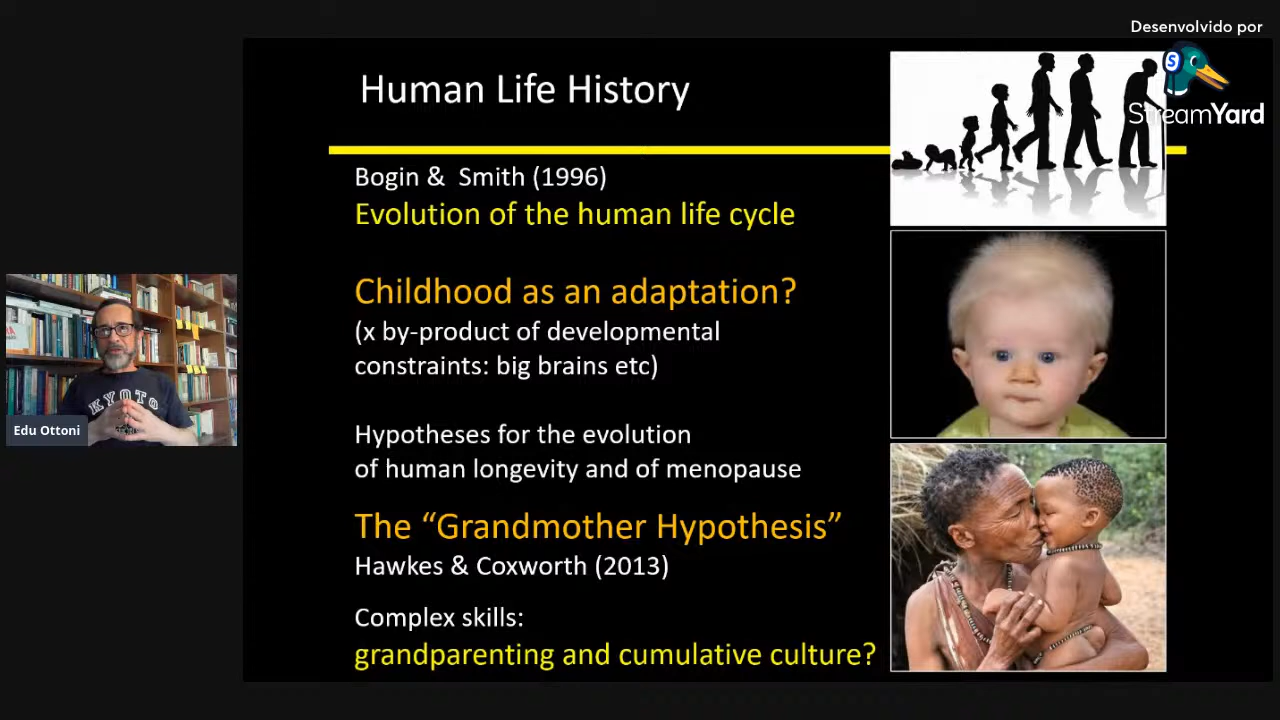 Desenvolvido por
StreamYard
Human Life History
Bogin & Smith (1996)
Evolution of the human life cycle
Childhood as an adaptation?
(x by-product of developmental
constraints: big brains etc)
Hypotheses for the evolution
of human longevity and of menopause
The “Grandmother Hypothesis”
Hawkes & Coxworth (2013)
Complex skills:
grandparenting and cumulative culture?
KYOTO
Edu Ottoni